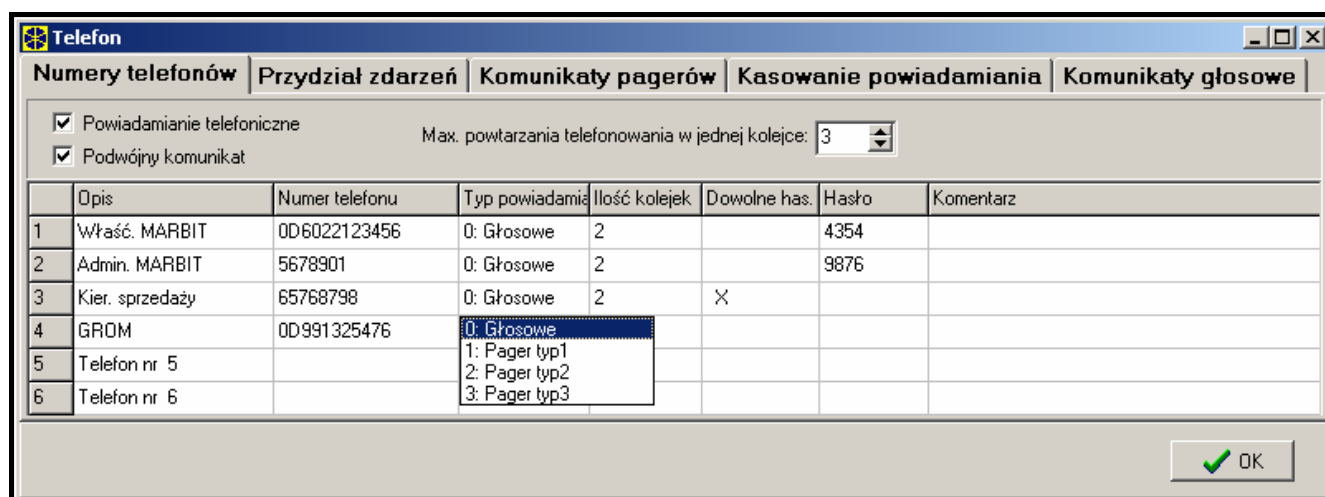 Telefon
Numery telefonów Przydział zdarzeń Komunikaty pagerów Kasowanie powiadamiania Komunikaty głosowe
Powiadamianie telefoniczne
Max. powtarzania telefonowania w jednej kolejce: 3
Podwójny komunikat
Opis Numer telefonu Typ powiadamia Ilość kolejek Dowolne has. Hasło Komentarz
1 Właść. MARBIT 0D6022123456 0: Głosowe 2 4354
2 Admin. MARBIT 5678901 0: Głosowe 2 9876
3 Kier. sprzedaży 65768798 0: Głosowe 2 X
4 GROM 0D991325476 0: Głosowe
1: Pager typ1
5 Telefon nr 5 2: Pager typ2
6 Telefon nr 6 3: Pager typ3
OK